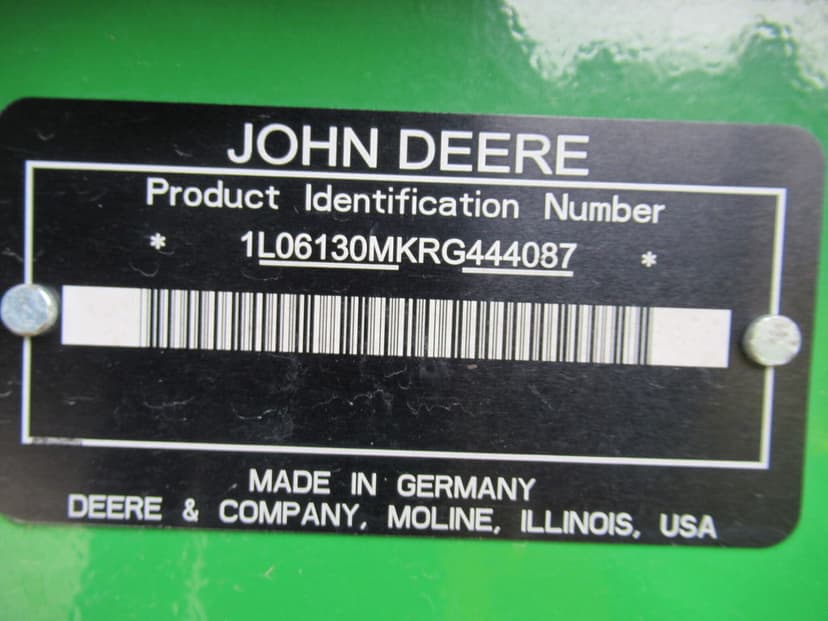 JOHN DEERE
Product Identification Number
* 1L06130MKRG444087 *
MADE IN GERMANY
DEERE & COMPANY, MOLINE, ILLINOIS, USA